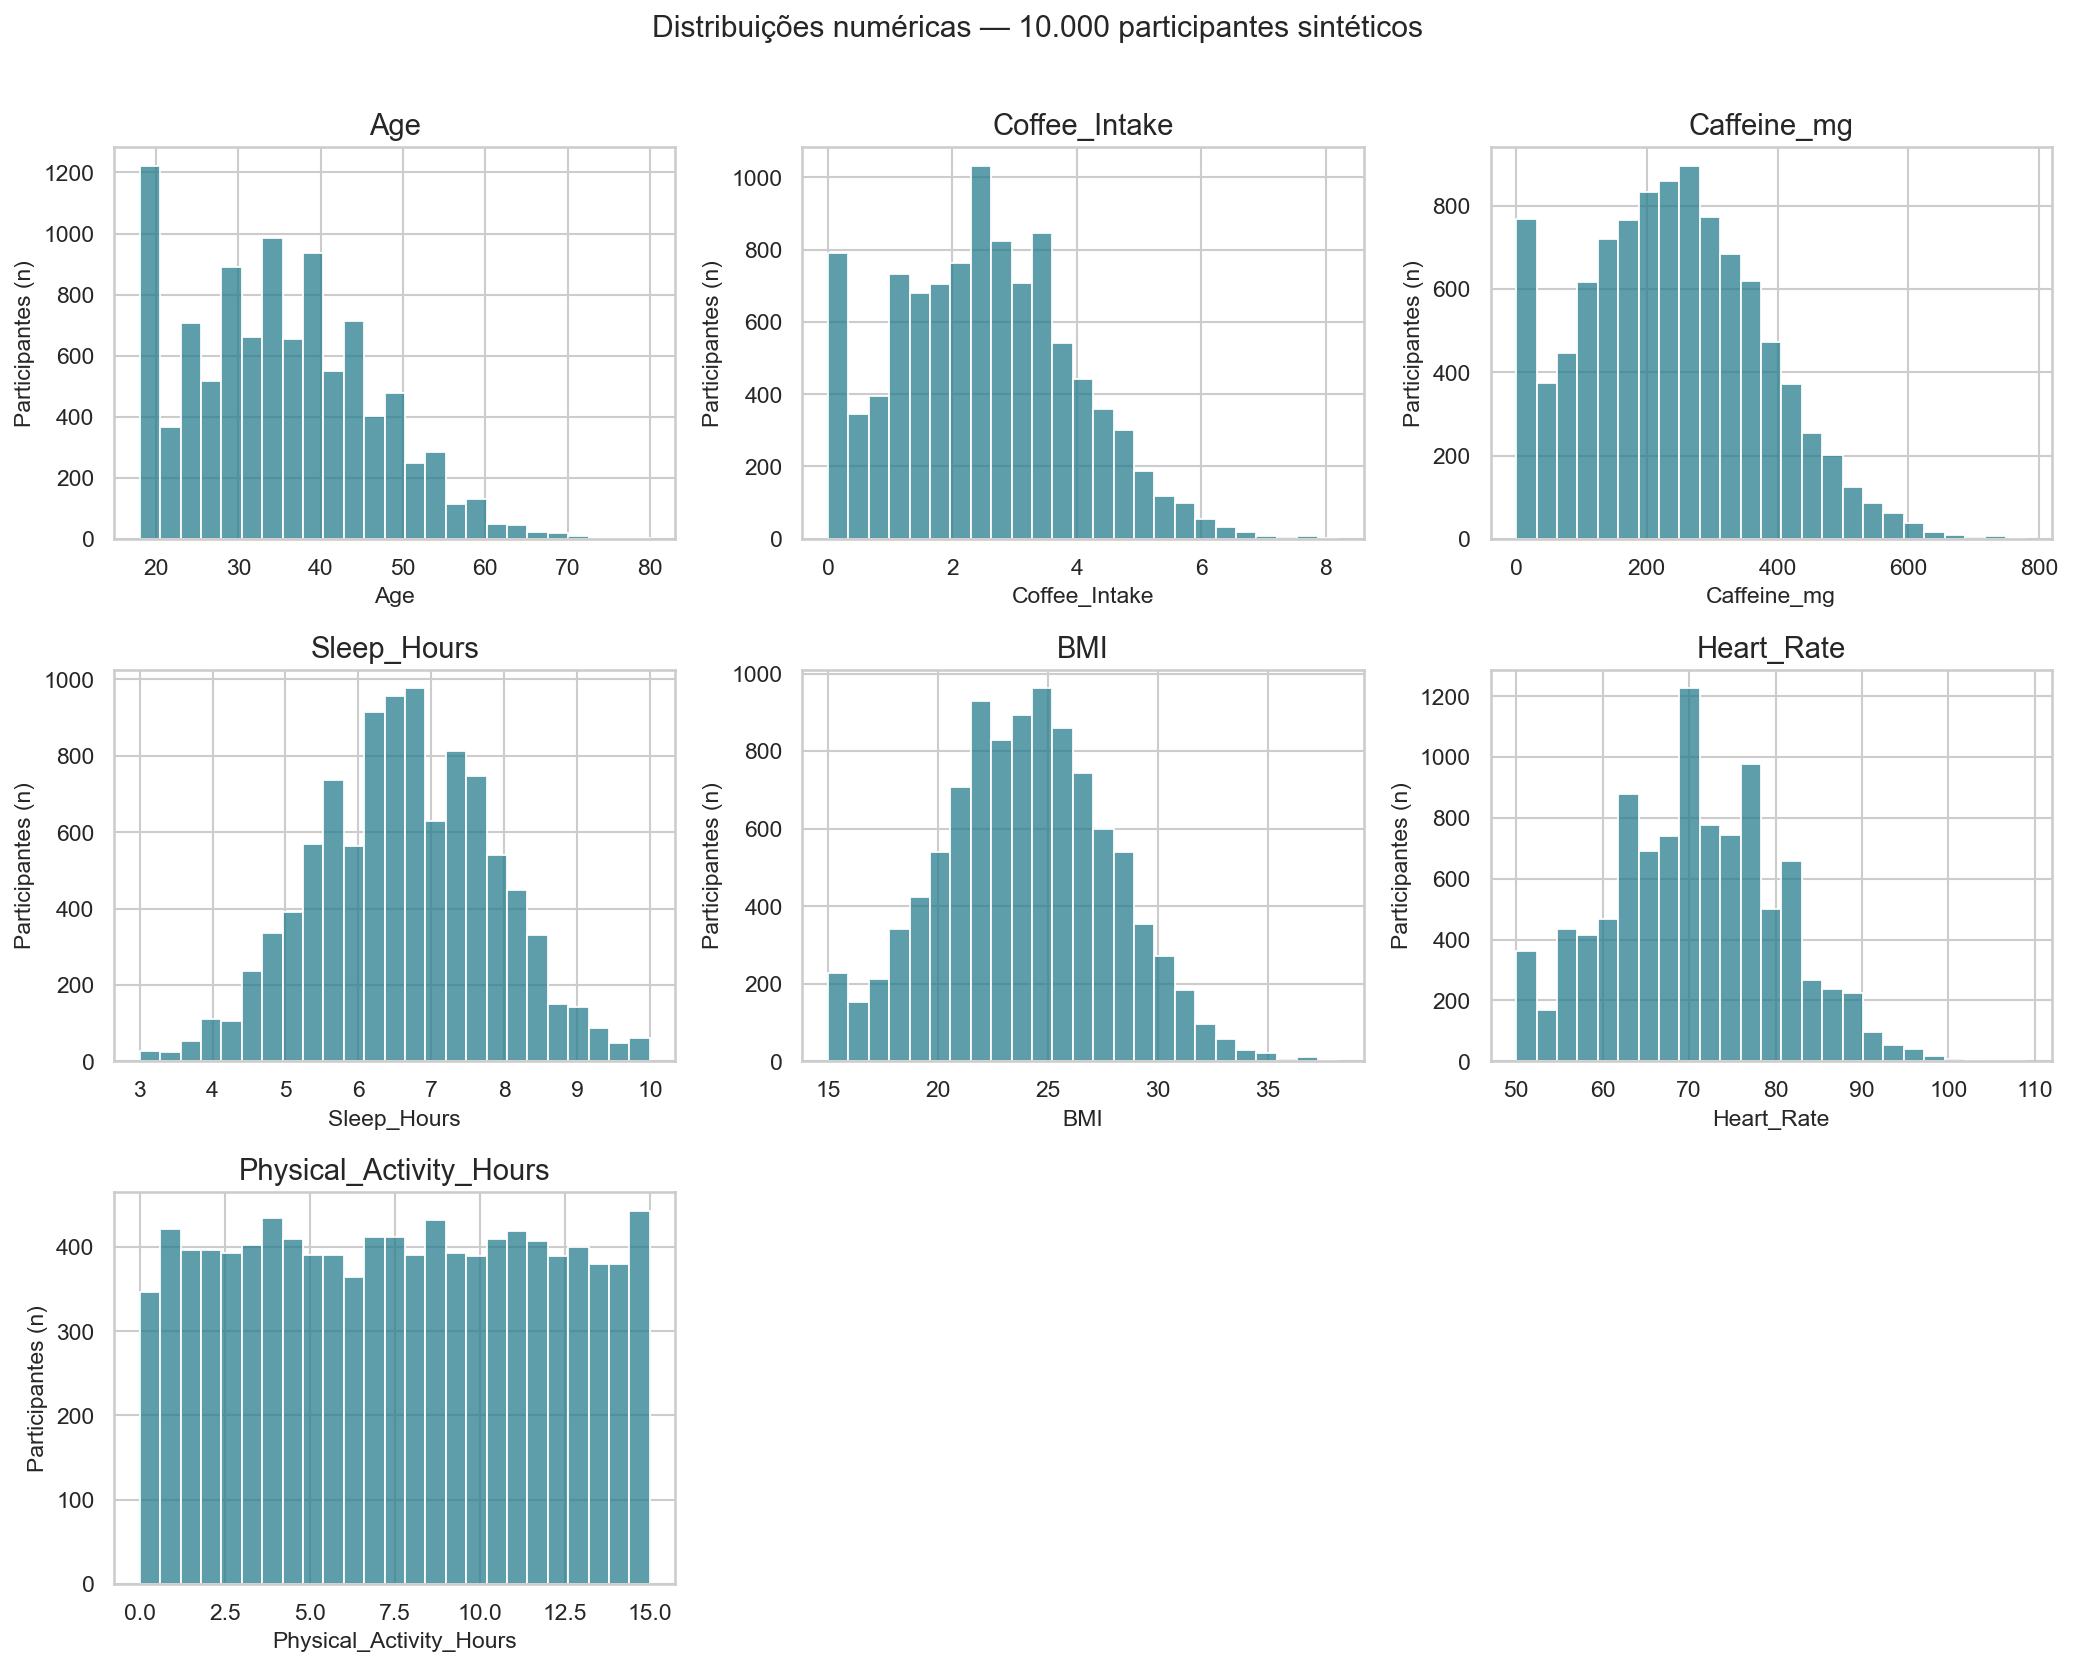 Distribuições numéricas — 10.000 participantes sintéticos
Age
Participantes (n)
1200
1000
800
600
400
200
0
20 30 40 50 60 70 80
Age
Coffee_Intake
Participantes (n)
1000
800
600
400
200
0
0 2 4 6 8
Coffee_Intake
Caffeine_mg
Participantes (n)
800
600
400
200
0
0 200 400 600 800
Caffeine_mg
Sleep_Hours
Participantes (n)
1000
800
600
400
200
0
3 4 5 6 7 8 9 10
Sleep_Hours
BMI
Participantes (n)
1000
800
600
400
200
0
15 20 25 30 35
BMI
Heart_Rate
Participantes (n)
1200
1000
800
600
400
200
0
50 60 70 80 90 100 110
Heart_Rate
Physical_Activity_Hours
Participantes (n)
400
300
200
100
0
0.0 2.5 5.0 7.5 10.0 12.5 15.0
Physical_Activity_Hours